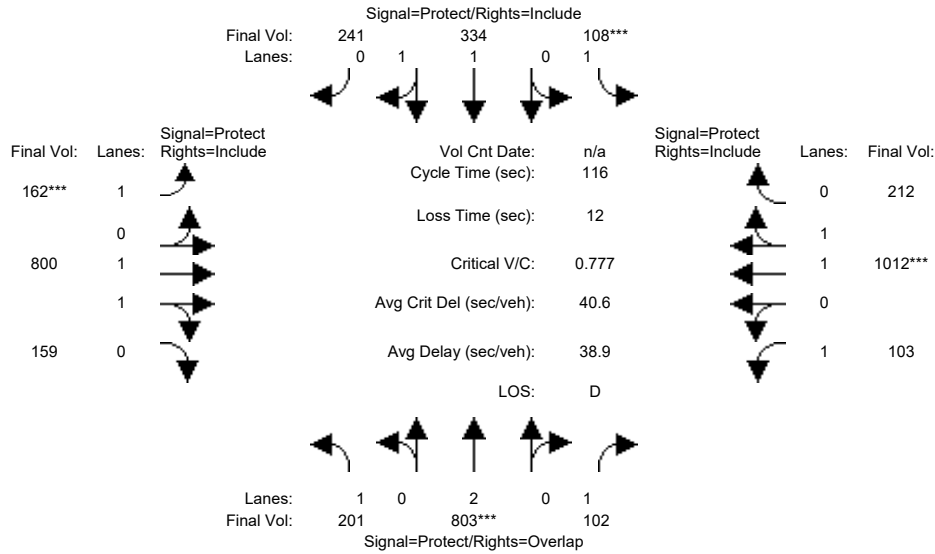 Signal=Protect/Rights=Include
Final Vol: 241 334 108***
Lanes: 0 1 1 0 1
Signal=Protect Signal=Protect
Final Vol: Lanes: Rights=Include Vol Cnt Date: n/a Rights=Include Lanes: Final Vol:
Cycle Time (sec): 116
162*** 1 0 212
Loss Time (sec): 12
0 1
800 1 Critical V/C: 0.777 1 1012***
1 Avg Crit Del (sec/veh): 40.6 0
159 0 Avg Delay (sec/veh): 38.9 1 103
LOS: D
Lanes: 1 0 2 0 1
Final Vol: 201 803*** 102
Signal=Protect/Rights=Overlap